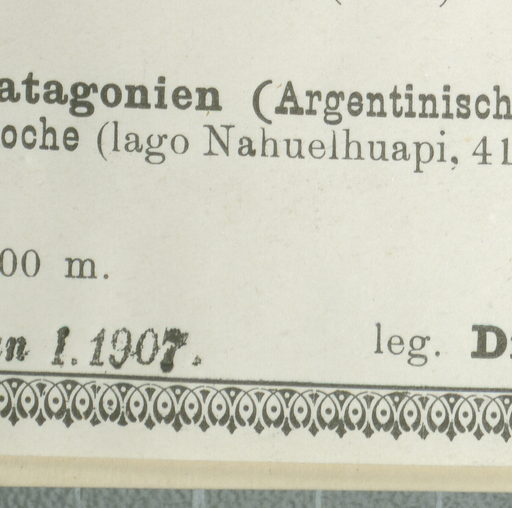 atagonien (Argentinisch
oche (lago Nahuelhuapi, 41
00 m.
n 1.1907.
leg. D